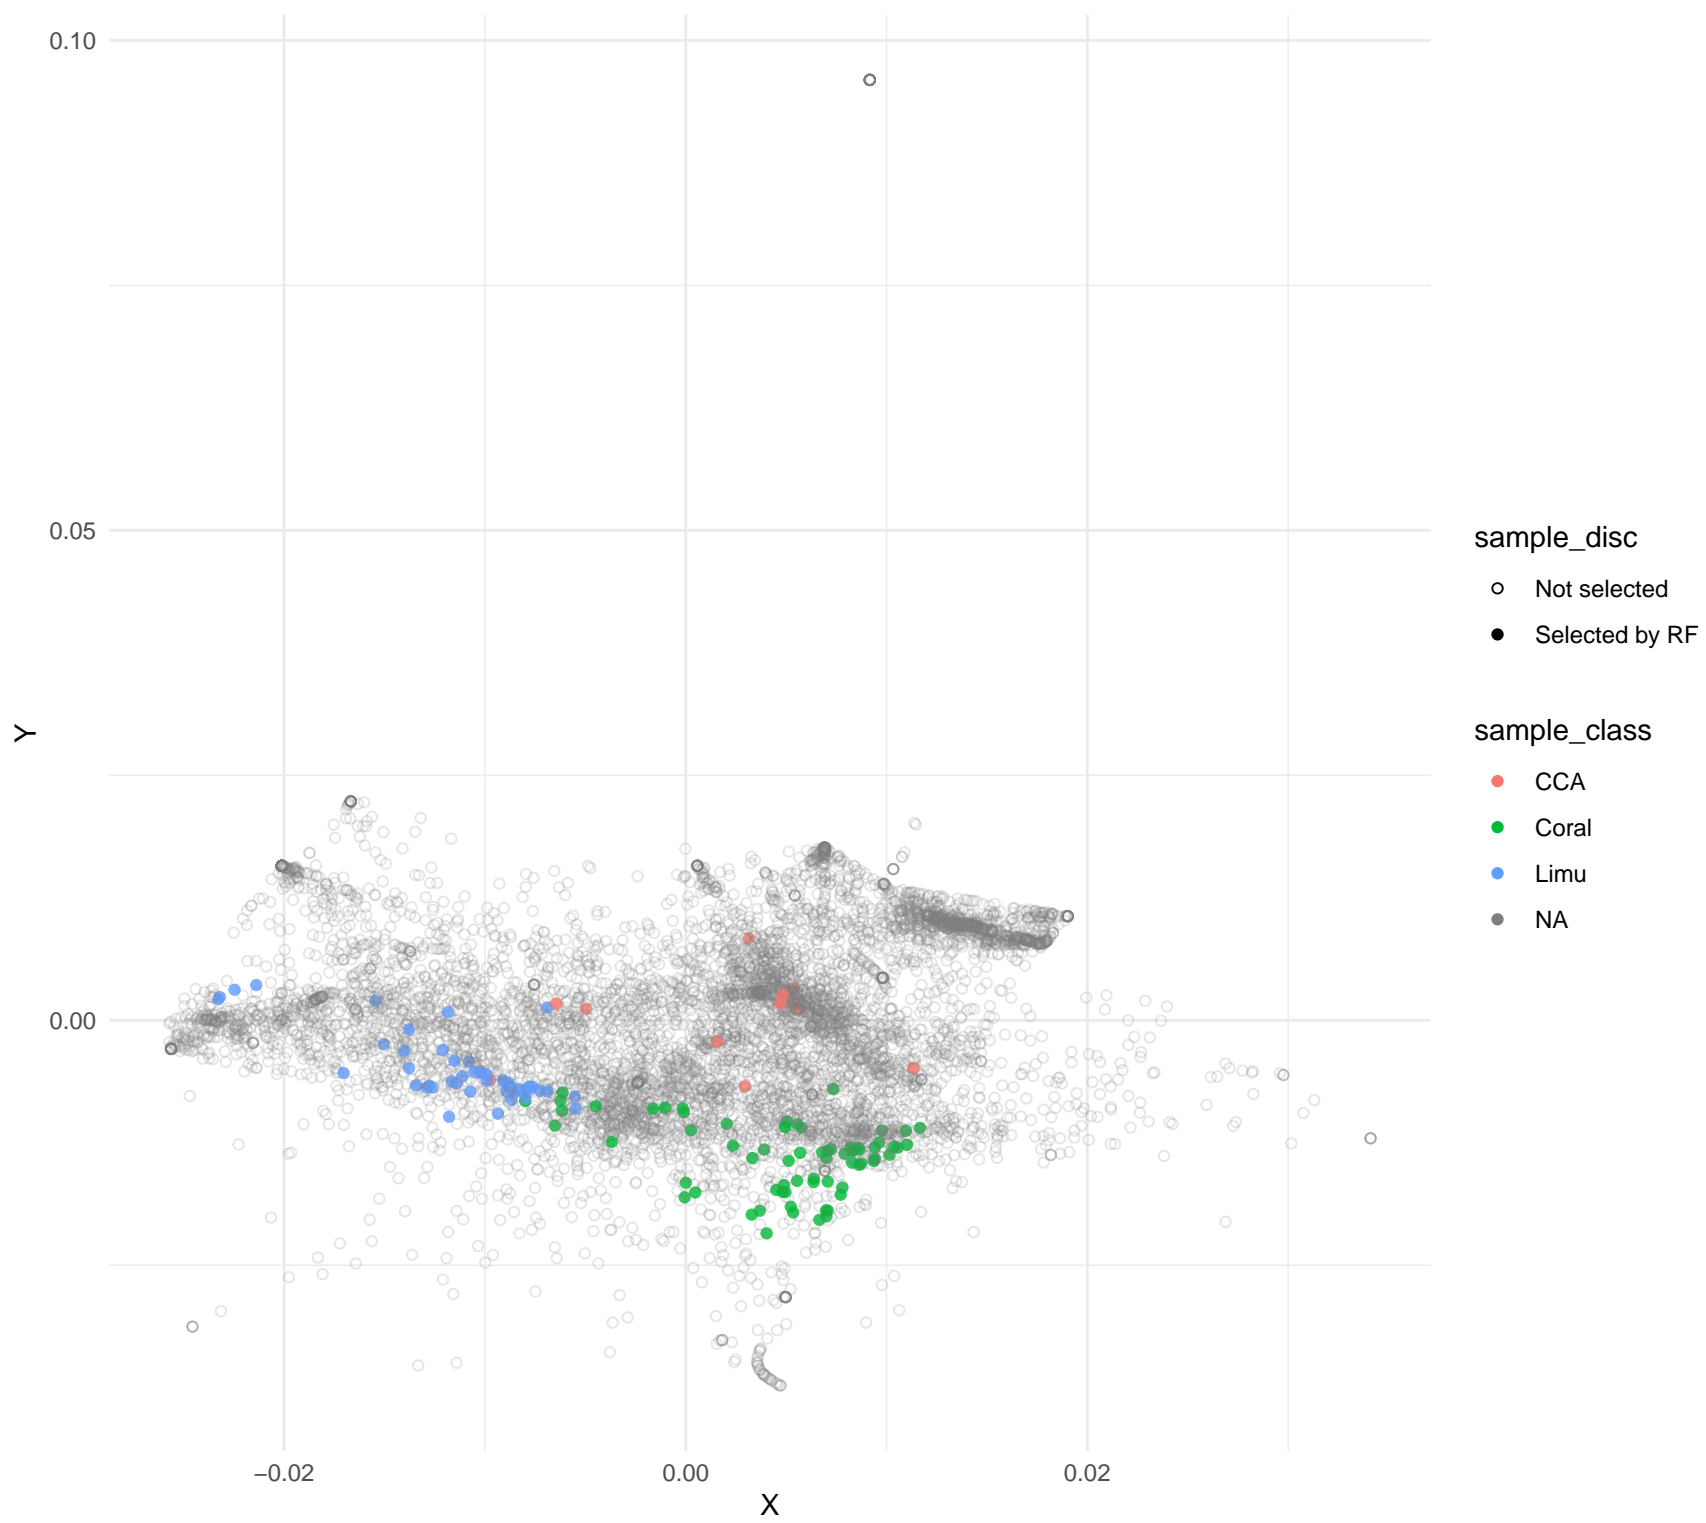 0.10
0.05
0.00
−0.02
0.00
0.02
X
Y
sample_disc
Not selected
Selected by RF
sample_class
CCA
Coral
Limu
NA